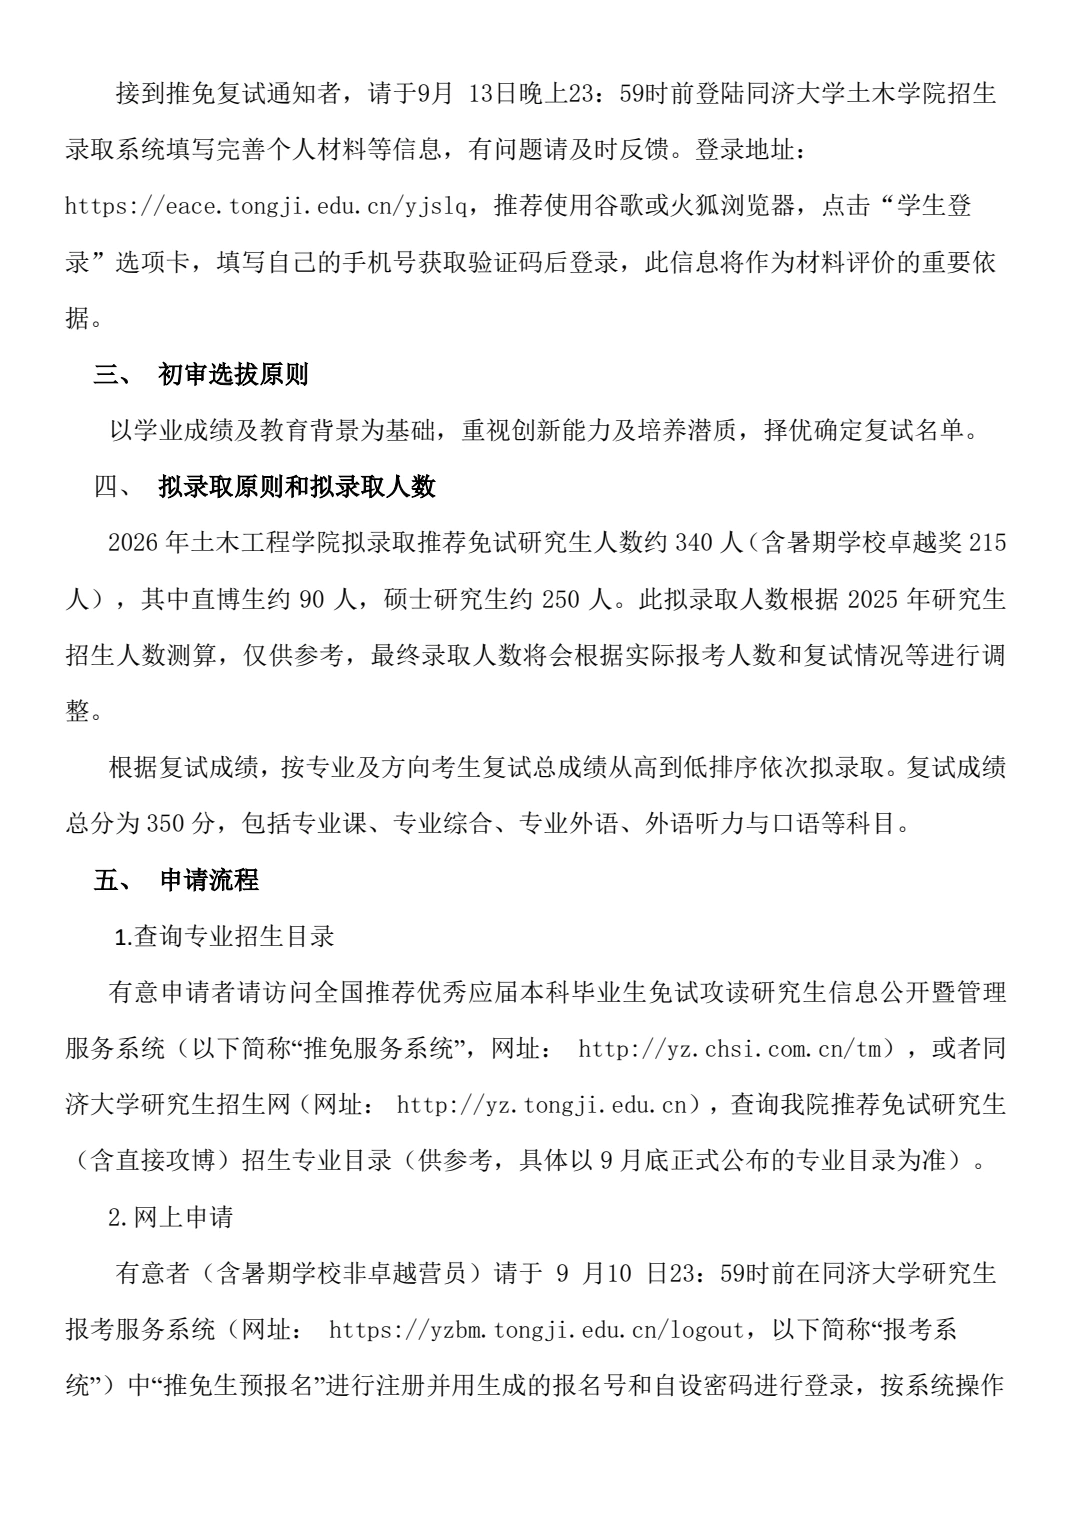 接到推免复试通知者，请于9月 13日晚上23：59时前登陆同济大学土木学院招生
录取系统填写完善个人材料等信息，有问题请及时反馈。登录地址：
https://eace.tongji.edu.cn/yjslq，推荐使用谷歌或火狐浏览器，点击“学生登
录”选项卡，填写自己的手机号获取验证码后登录，此信息将作为材料评价的重要依
据。
三、 初审选拔原则
以学业成绩及教育背景为基础，重视创新能力及培养潜质，择优确定复试名单。
四、 拟录取原则和拟录取人数
2026 年土木工程学院拟录取推荐免试研究生人数约 340 人（含暑期学校卓越奖 215
人），其中直博生约 90 人，硕士研究生约 250 人。此拟录取人数根据 2025 年研究生
招生人数测算，仅供参考，最终录取人数将会根据实际报考人数和复试情况等进行调
整。
根据复试成绩，按专业及方向考生复试总成绩从高到低排序依次拟录取。复试成绩
总分为 350 分，包括专业课、专业综合、专业外语、外语听力与口语等科目。
五、 申请流程
1.查询专业招生目录
有意申请者请访问全国推荐优秀应届本科毕业生免试攻读研究生信息公开暨管理
服务系统（以下简称“推免服务系统”，网址： http://yz.chsi.com.cn/tm），或者同
济大学研究生招生网（网址： http://yz.tongji.edu.cn），查询我院推荐免试研究生
（含直接攻博）招生专业目录（供参考，具体以 9 月底正式公布的专业目录为准）。
2.网上申请
有意者（含暑期学校非卓越营员）请于 9 月10 日23：59时前在同济大学研究生
报考服务系统（网址： https://yzbm.tongji.edu.cn/logout，以下简称“报考系
统”）中“推免生预报名”进行注册并用生成的报名号和自设密码进行登录，按系统操作